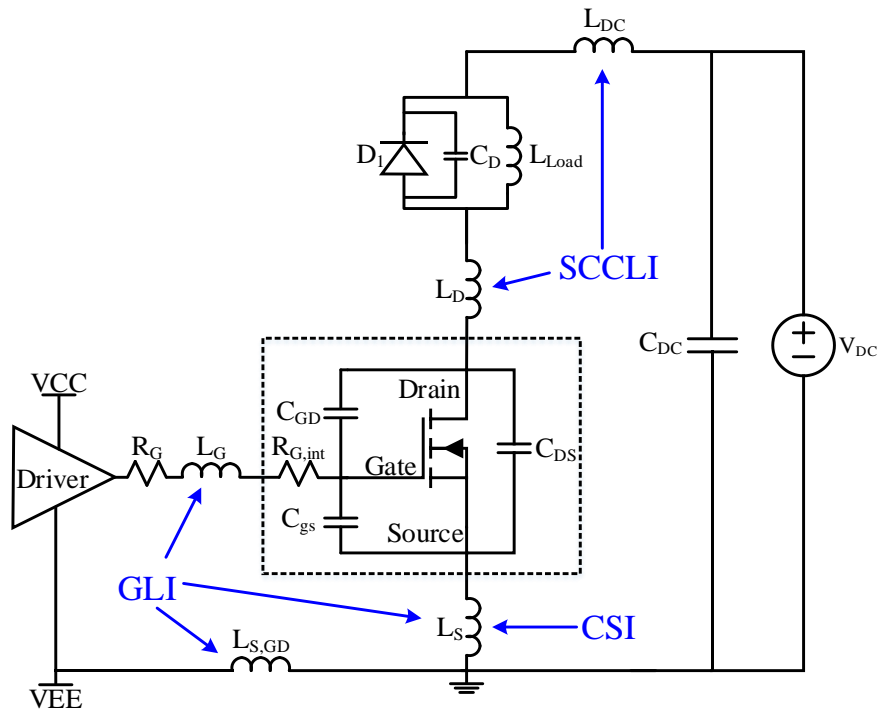 L_DC
D_1
C_D
L_Load
SCCLI
L_D
C_DC
V_DC
VCC
Drain
C_GD
R_G
L_G
R_G,int
C_DS
Driver
Gate
C_gs
Source
GLI
L_S
CSI
L_S,GD
VEE